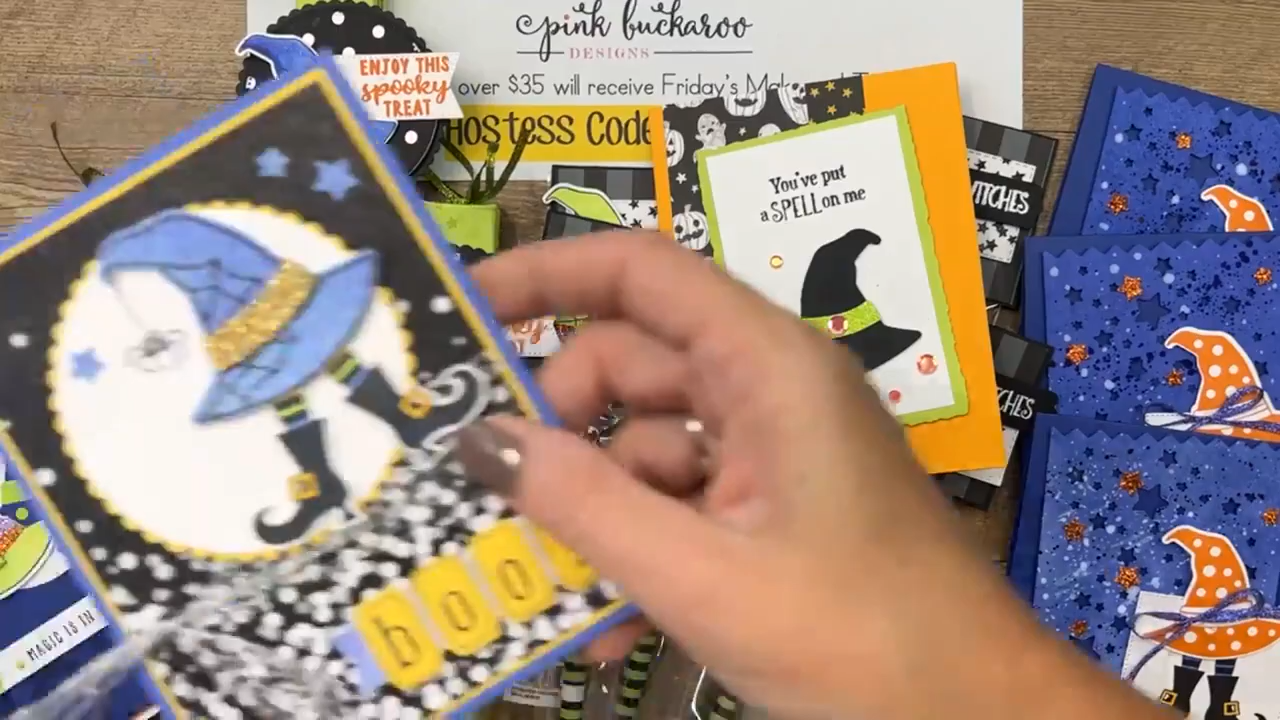 pink buckaroo
DESIGNS
over $35 will receive Friday's
Hostess Code
ENJOY THIS
spooky
TREAT
You've put
a SPELL on me
WITCHES
MAGIC IS IN
boo